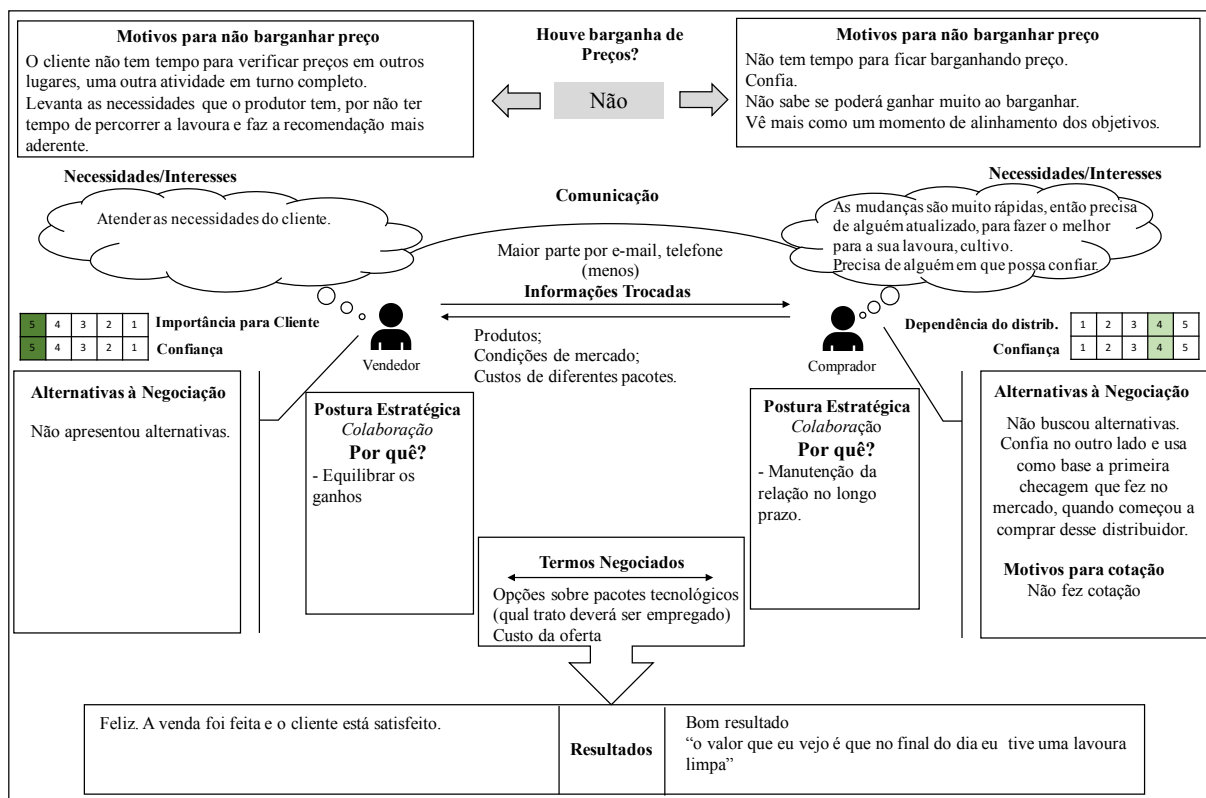 Motivos para não barganhar preço
O cliente não tem tempo para verificar preços em outros
lugares, uma outra atividade em turno completo.
Levanta as necessidades que o produtor tem, por não ter
tempo de percorrer a lavoura e faz a recomendação mais
aderente.
Houve barganha de
Preços?
Não
Motivos para não barganhar preço
Não tem tempo para ficar barganhando preço.
Confia.
Não sabe se poderá ganhar muito ao barganhar.
Vê mais como um momento de alinhamento dos objetivos.
Necessidades/Interesses
Atender as necessidades do cliente.
Comunicação
Maior parte por e-mail, telefone
(menos)
Informações Trocadas
Produtos;
Condições de mercado;
Custos de diferentes pacotes.
Necessidades/Interesses
As mudanças são muito rápidas, então precisa
de alguém atualizado, para fazer o melhor
para a sua lavoura, cultivo.
Precisa de alguém em que possa confiar.
5 4 3 2 1 Importância para Cliente
5 4 3 2 1 Confiança
Vendedor
Comprador
Dependência do distrib. 1 2 3 4 5
Confiança 1 2 3 4 5
Alternativas à Negociação
Não apresentou alternativas.
Postura Estratégica
Colaboração
Por quê?
- Equilibrar os
ganhos
Postura Estratégica
Colaboração
Por quê?
- Manutenção da
relação no longo
prazo.
Alternativas à Negociação
Não buscou alternativas.
Confia no outro lado e usa
como base a primeira
checagem que fez no
mercado, quando começou a
comprar desse distribuidor.
Motivos para cotação
Não fez cotação
Termos Negociados
Opções sobre pacotes tecnológicos
(qual trato deverá ser empregado)
Custo da oferta
Feliz. A venda foi feita e o cliente está satisfeito.
Resultados
Bom resultado
“o valor que eu vejo é que no final do dia eu tive uma lavoura
limpa”